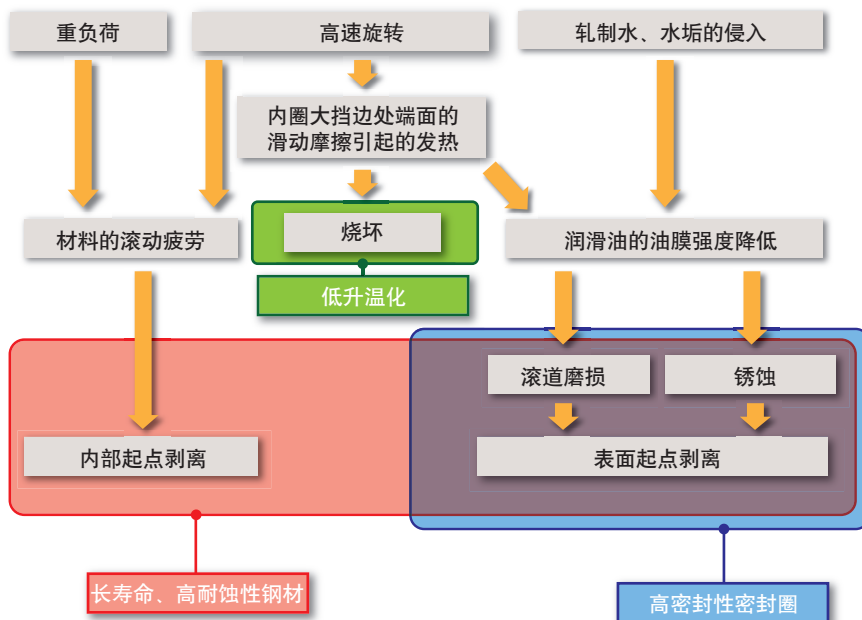 重负荷
高速旋转
轧制水、水垢的侵入
内圈大挡边处端面的
滑动摩擦引起的发热
材料的滚动疲劳
烧坏
润滑油的油膜强度降低
低升温化
滚道磨损
锈蚀
内部起点剥离
表面起点剥离
长寿命、高耐蚀性钢材
高密封性密封圈